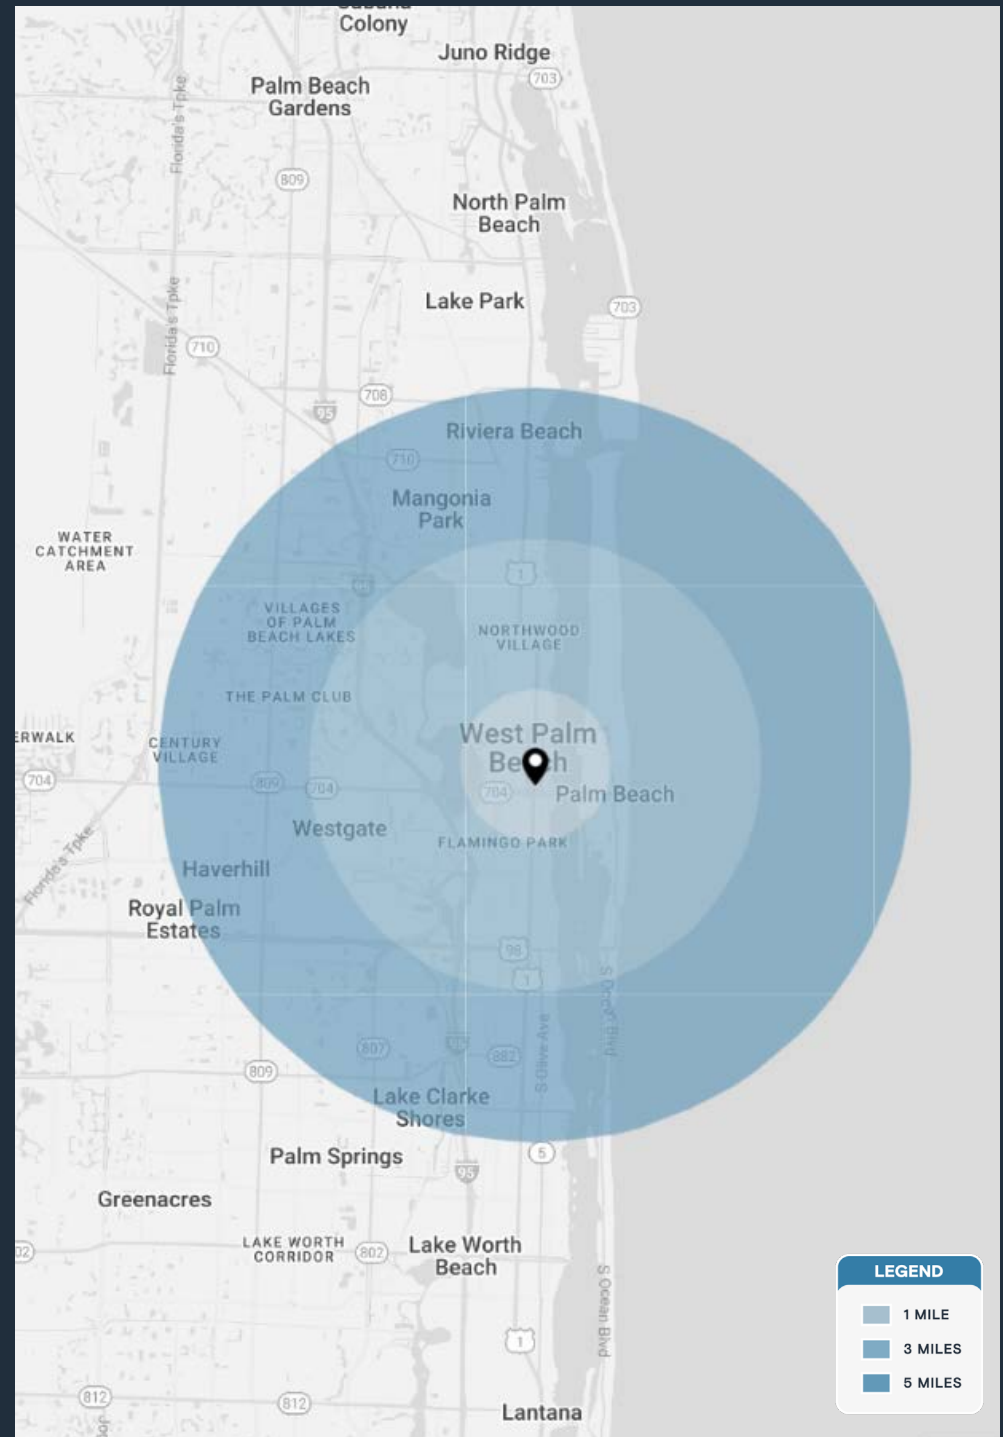 Colony
Juno Ridge
703
Palm Beach
Gardens
Florida's Tpke
809
North Palm
Beach
Lake Park
703
Florida's Tpke
710
708
95
Riviera Beach
710
Mangonia
Park
WATER
CATCHMENT
AREA
1
95
VILLAGES
OF PALM
BEACH LAKES
NORTHWOOD
VILLAGE
THE PALM CLUB
West Palm
Beach
ERWALK
CENTURY
VILLAGE
704
809
704
704
Palm Beach
Westgate
FLAMINGO PARK
Florida's Tpke
Haverhill
Royal Palm
Estates
98
1
S Ocean Blvd
807
95
882
S Olive Ave
809
Lake Clarke
Shores
Palm Springs
5
95
Greenacres
02
LAKE WORTH
CORRIDOR
802
Lake Worth
Beach
S Ocean Blvd
1
812
812
Lantana
LEGEND
1 MILE
3 MILES
5 MILES